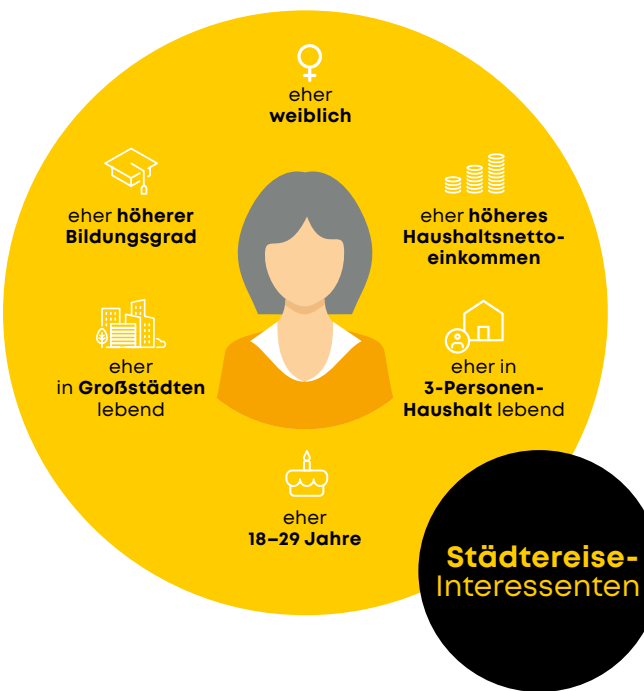 eher
weiblich
eher höherer
Bildungsgrad
eher höheres
Haushaltsnetto-
einkommen
eher
in Großstädten
lebend
eher in
3-Personen-
Haushalt lebend
eher
18–29 Jahre
Städtereise-
Interessenten